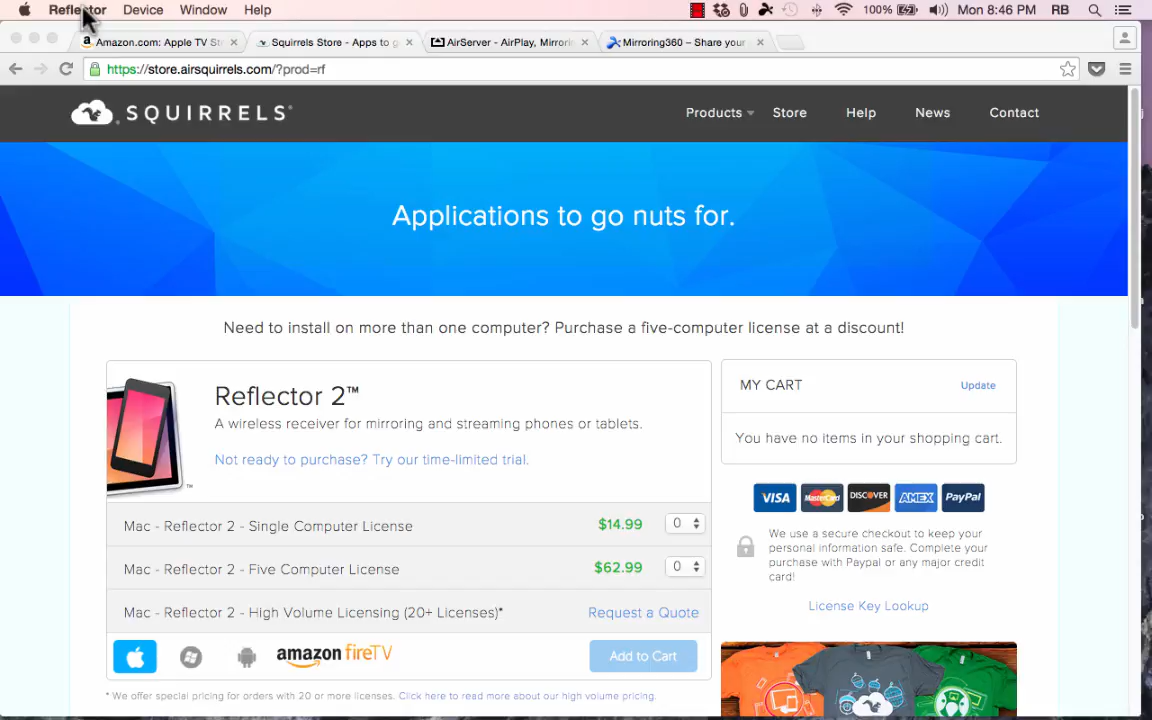 Reflector Device Window Help 100% Mon 8:46 PM RB
Amazon.com: Apple TV St Squirrels Store - Apps to g AirServer - AirPlay, Mirrorin Mirroring360 – Share your
https://store.airsquirrels.com/?prod=rf
SQUIRRELS Products Store Help News Contact
Applications to go nuts for.
Need to install on more than one computer? Purchase a five-computer license at a discount!
Reflector 2™
A wireless receiver for mirroring and streaming phones or tablets.
Not ready to purchase? Try our time-limited trial.
Mac - Reflector 2 - Single Computer License $14.99 0
Mac - Reflector 2 - Five Computer License $62.99 0
Mac - Reflector 2 - High Volume Licensing (20+ Licenses)* Request a Quote
amazon fireTV Add to Cart
* We offer special pricing for orders with 20 or more licenses. Click here to read more about our high volume pricing.
MY CART Update
You have no items in your shopping cart.
VISA MasterCard DISCOVER AMEX PayPal
We use a secure checkout to keep your
personal information safe. Complete your
purchase with Paypal or any major credit
card!
License Key Lookup